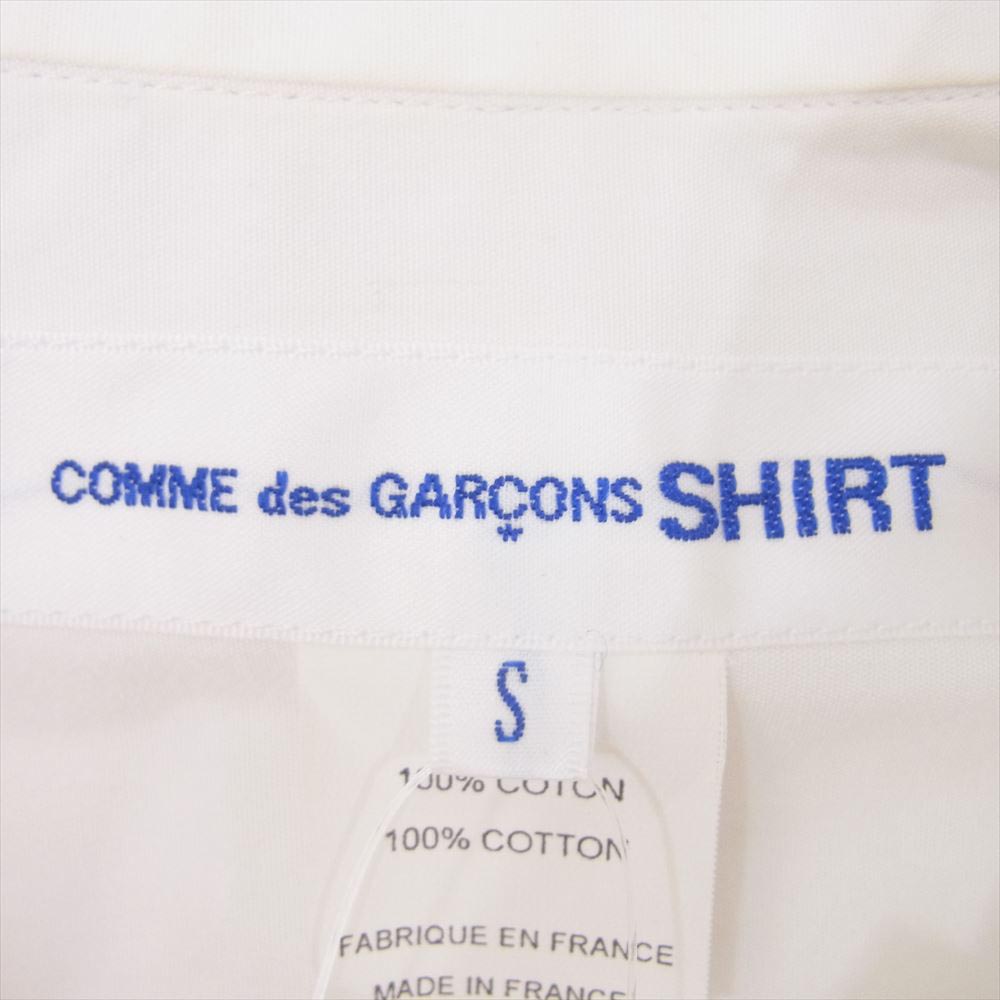 COMME des GARÇONS SHIRT
S
100% COTON
100% COTTON
FABRIQUE EN FRANCE
MADE IN FRANCE